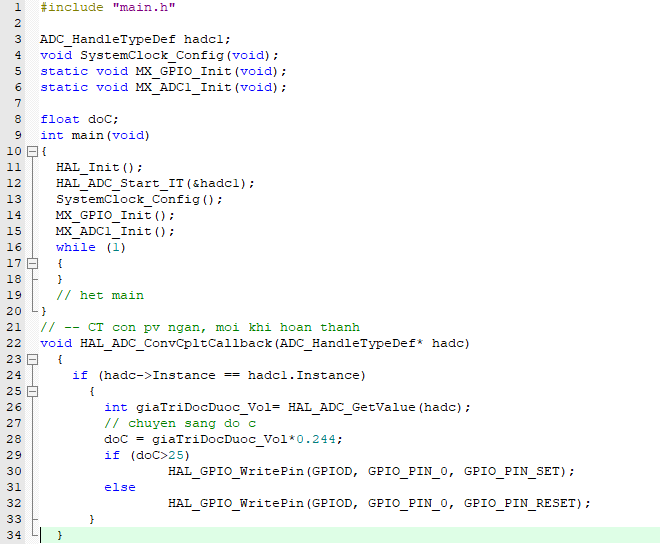 1 #include "main.h"
2
3 ADC_HandleTypeDef hadc1;
4 void SystemClock_Config(void);
5 static void MX_GPIO_Init(void);
6 static void MX_ADC1_Init(void);
7
8 float doC;
9 int main(void)
10 {
11 HAL_Init();
12 HAL_ADC_Start_IT(&hadc1);
13 SystemClock_Config();
14 MX_GPIO_Init();
15 MX_ADC1_Init();
16 while (1)
17 {
18 }
19 // het main
20 }
21 // -- CT con pv ngan, moi khi hoan thanh
22 void HAL_ADC_ConvCpltCallback(ADC_HandleTypeDef* hadc)
23 {
24 if (hadc->Instance == hadc1.Instance)
25 {
26 int giaTriDocDuoc_Vol= HAL_ADC_GetValue(hadc);
27 // chuyen sang do c
28 doC = giaTriDocDuoc_Vol*0.244;
29 if (doC>25)
30 HAL_GPIO_WritePin(GPIOD, GPIO_PIN_0, GPIO_PIN_SET);
31 else
32 HAL_GPIO_WritePin(GPIOD, GPIO_PIN_0, GPIO_PIN_RESET);
33 }
34 }